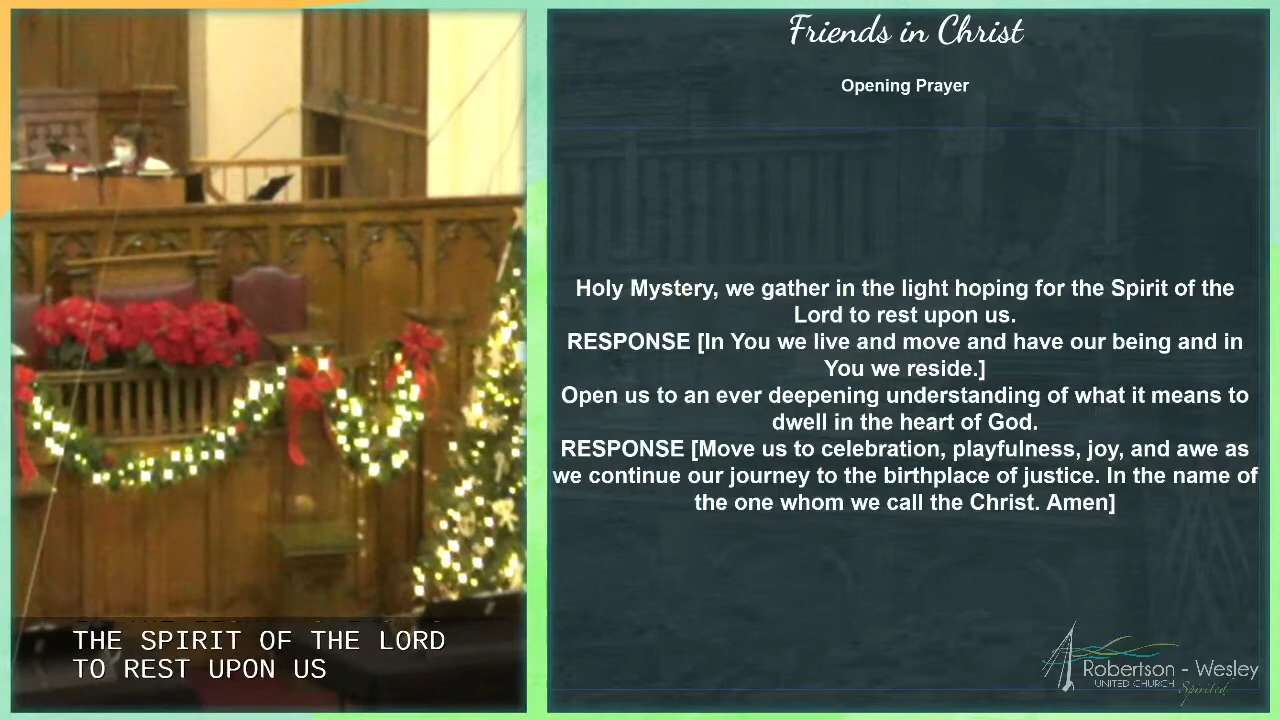 Friends in Christ
Opening Prayer
Holy Mystery, we gather in the light hoping for the Spirit of the
Lord to rest upon us.
RESPONSE [In You we live and move and have our being and in
You we reside.]
Open us to an ever deepening understanding of what it means to
dwell in the heart of God.
RESPONSE [Move us to celebration, playfulness, joy, and awe as
we continue our journey to the birthplace of justice. In the name of
the one whom we call the Christ. Amen]
THE SPIRIT OF THE LORD
TO REST UPON US
Robertson - Wesley
UNITED CHURCH
Spirited